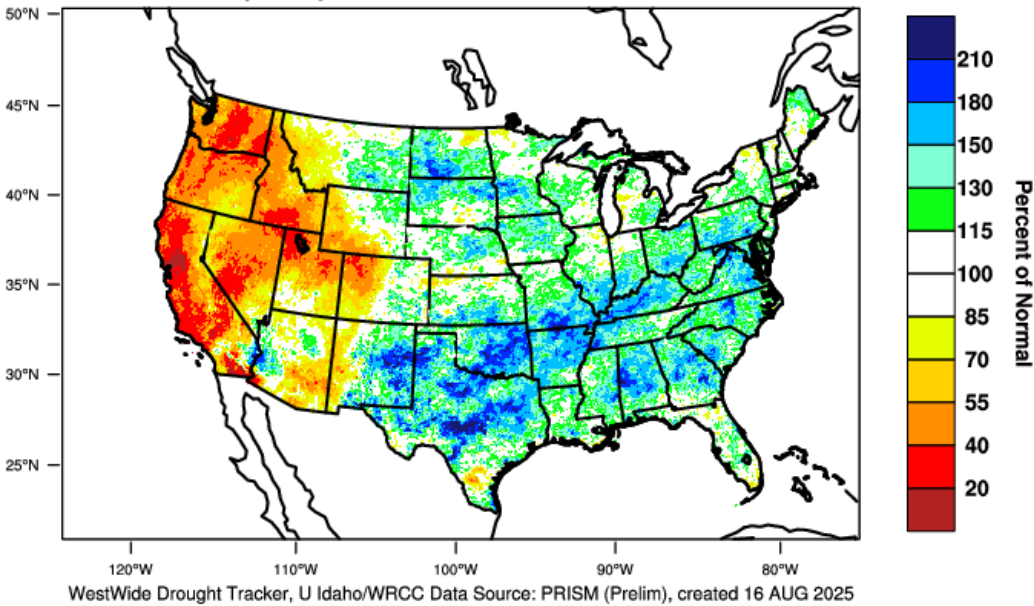 50°N
45°N
40°N
35°N
30°N
25°N
120°W
110°W
100°W
90°W
80°W
210
180
150
130
115
100
85
70
55
40
20
Percent of Normal
WestWide Drought Tracker, U Idaho/WRCC Data Source: PRISM (Prelim), created 16 AUG 2025